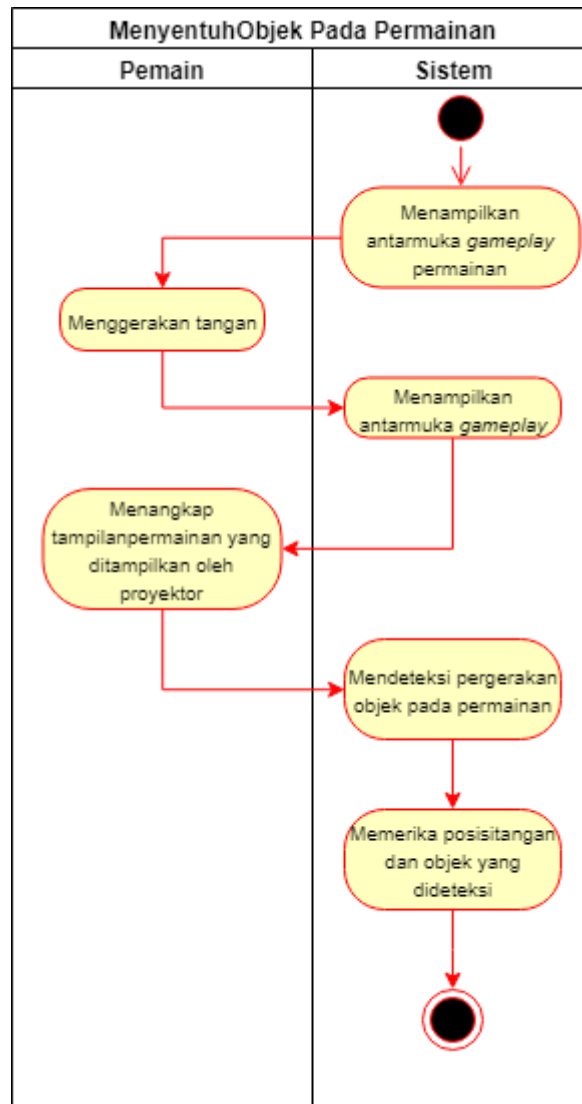 MenyentuhObjek Pada Permainan
Pemain
Sistem
Menampilkan
antarmuka gameplay
permainan
Menggerakan tangan
Menampilkan
antarmuka gameplay
Menangkap
tampilanpermainan yang
ditampilkan oleh
proyektor
Mendeteksi pergerakan
objek pada permainan
Memerika posisitangan
dan objek yang
dideteksi